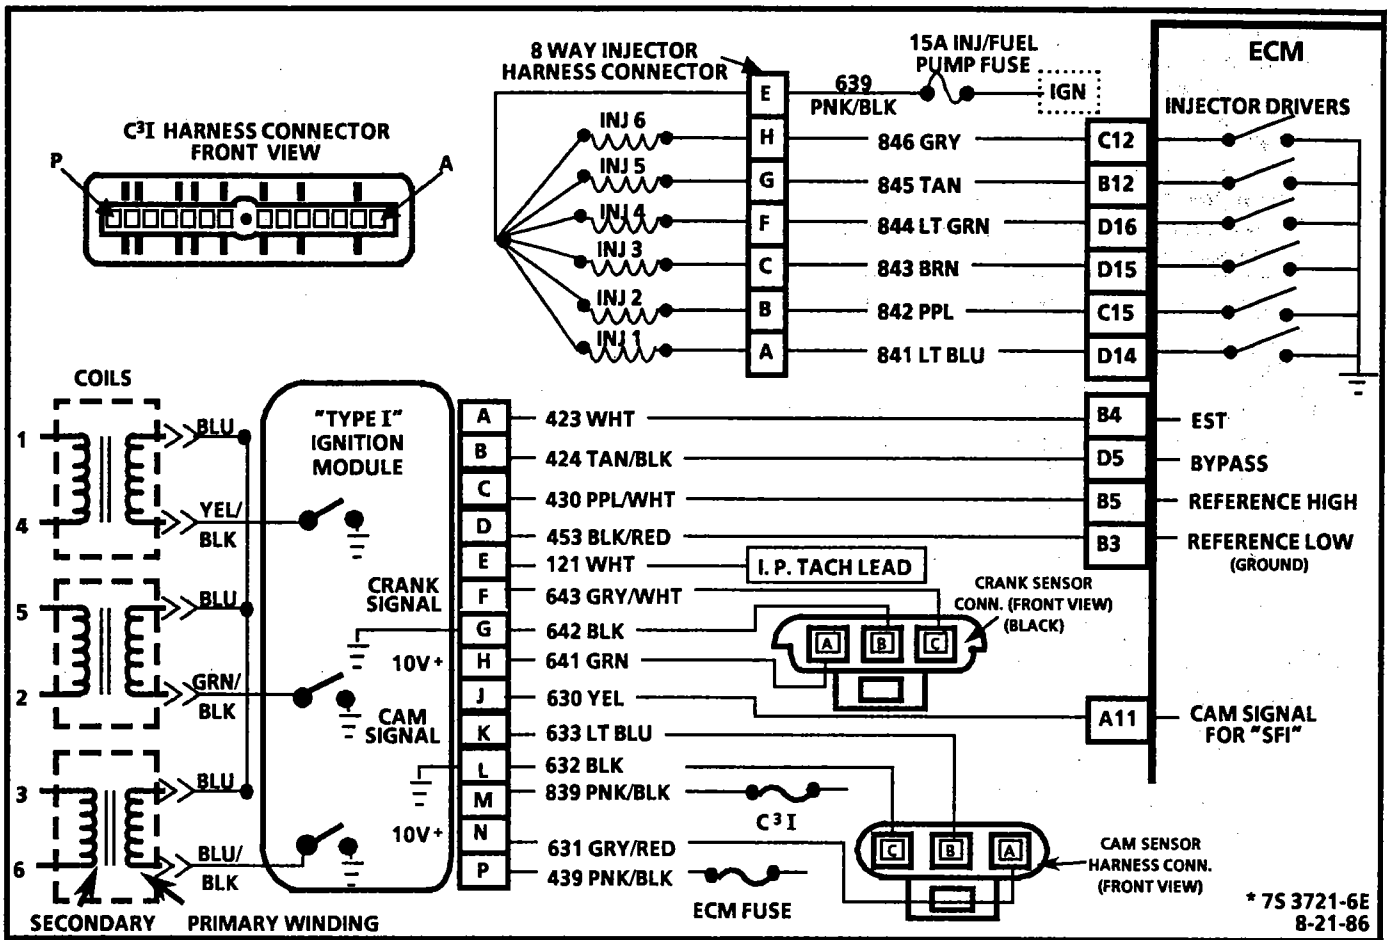 8 WAY INJECTOR
HARNESS CONNECTOR
15A INJ/FUEL
PUMP FUSE
ECM
E
639
PNK/BLK
IGN
INJECTOR DRIVERS
C³I HARNESS CONNECTOR
FRONT VIEW
P
A
INJ 6
H
846 GRY
C12
INJ 5
G
845 TAN
B12
INJ 4
F
844 LT GRN
D16
INJ 3
C
843 BRN
D15
INJ 2
B
842 PPL
C15
INJ 1
A
841 LT BLU
D14
COILS
1
BLU
4
YEL/
BLK
5
BLU
2
GRN/
BLK
3
BLU
6
BLU/
BLK
SECONDARY
PRIMARY WINDING
"TYPE I"
IGNITION
MODULE
CRANK
SIGNAL
10V+
CAM
SIGNAL
10V+
A
423 WHT
B4
EST
B
424 TAN/BLK
D5
BYPASS
C
430 PPL/WHT
B5
REFERENCE HIGH
D
453 BLK/RED
B3
REFERENCE LOW
(GROUND)
E
121 WHT
I. P. TACH LEAD
F
643 GRY/WHT
CRANK SENSOR
CONN. (FRONT VIEW)
(BLACK)
G
642 BLK
A
B
C
H
641 GRN
J
630 YEL
A11
CAM SIGNAL
FOR "SFI"
K
633 LT BLU
L
632 BLK
M
839 PNK/BLK
C³I
N
631 GRY/RED
C
B
A
CAM SENSOR
HARNESS CONN.
(FRONT VIEW)
P
439 PNK/BLK
ECM FUSE
* 7S 3721-6E
8-21-86